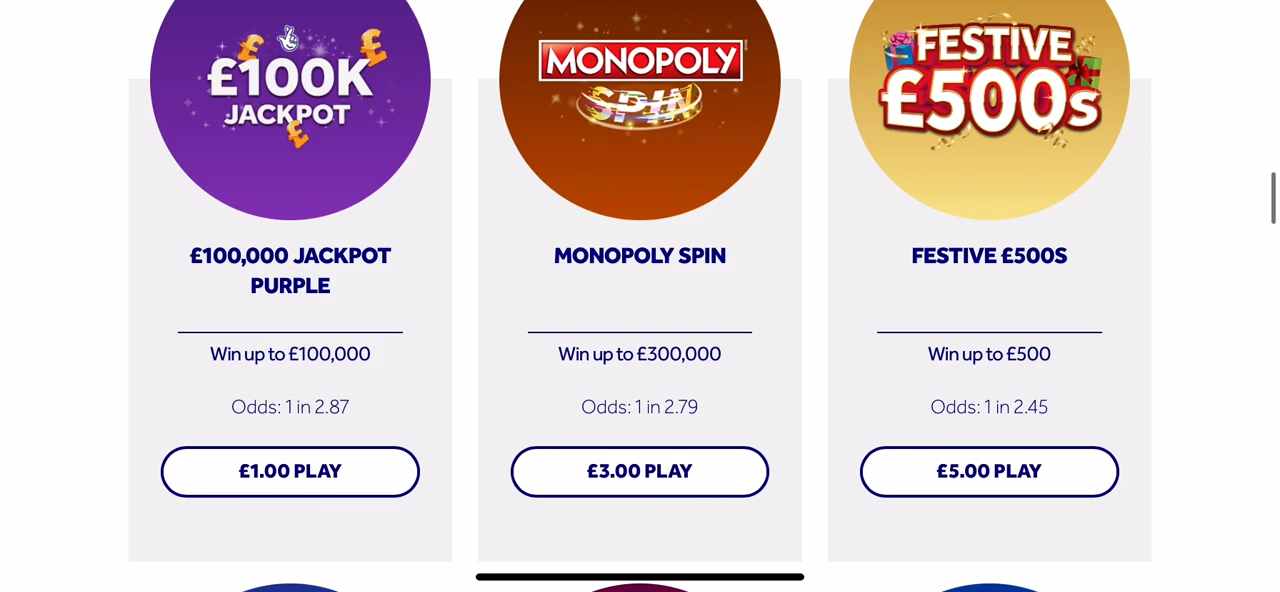 £100K
JACKPOT
£100,000 JACKPOT
PURPLE
Win up to £100,000
Odds: 1 in 2.87
£1.00 PLAY
MONOPOLY
SPIN
MONOPOLY SPIN
Win up to £300,000
Odds: 1 in 2.79
£3.00 PLAY
FESTIVE
£500s
FESTIVE £500S
Win up to £500
Odds: 1 in 2.45
£5.00 PLAY